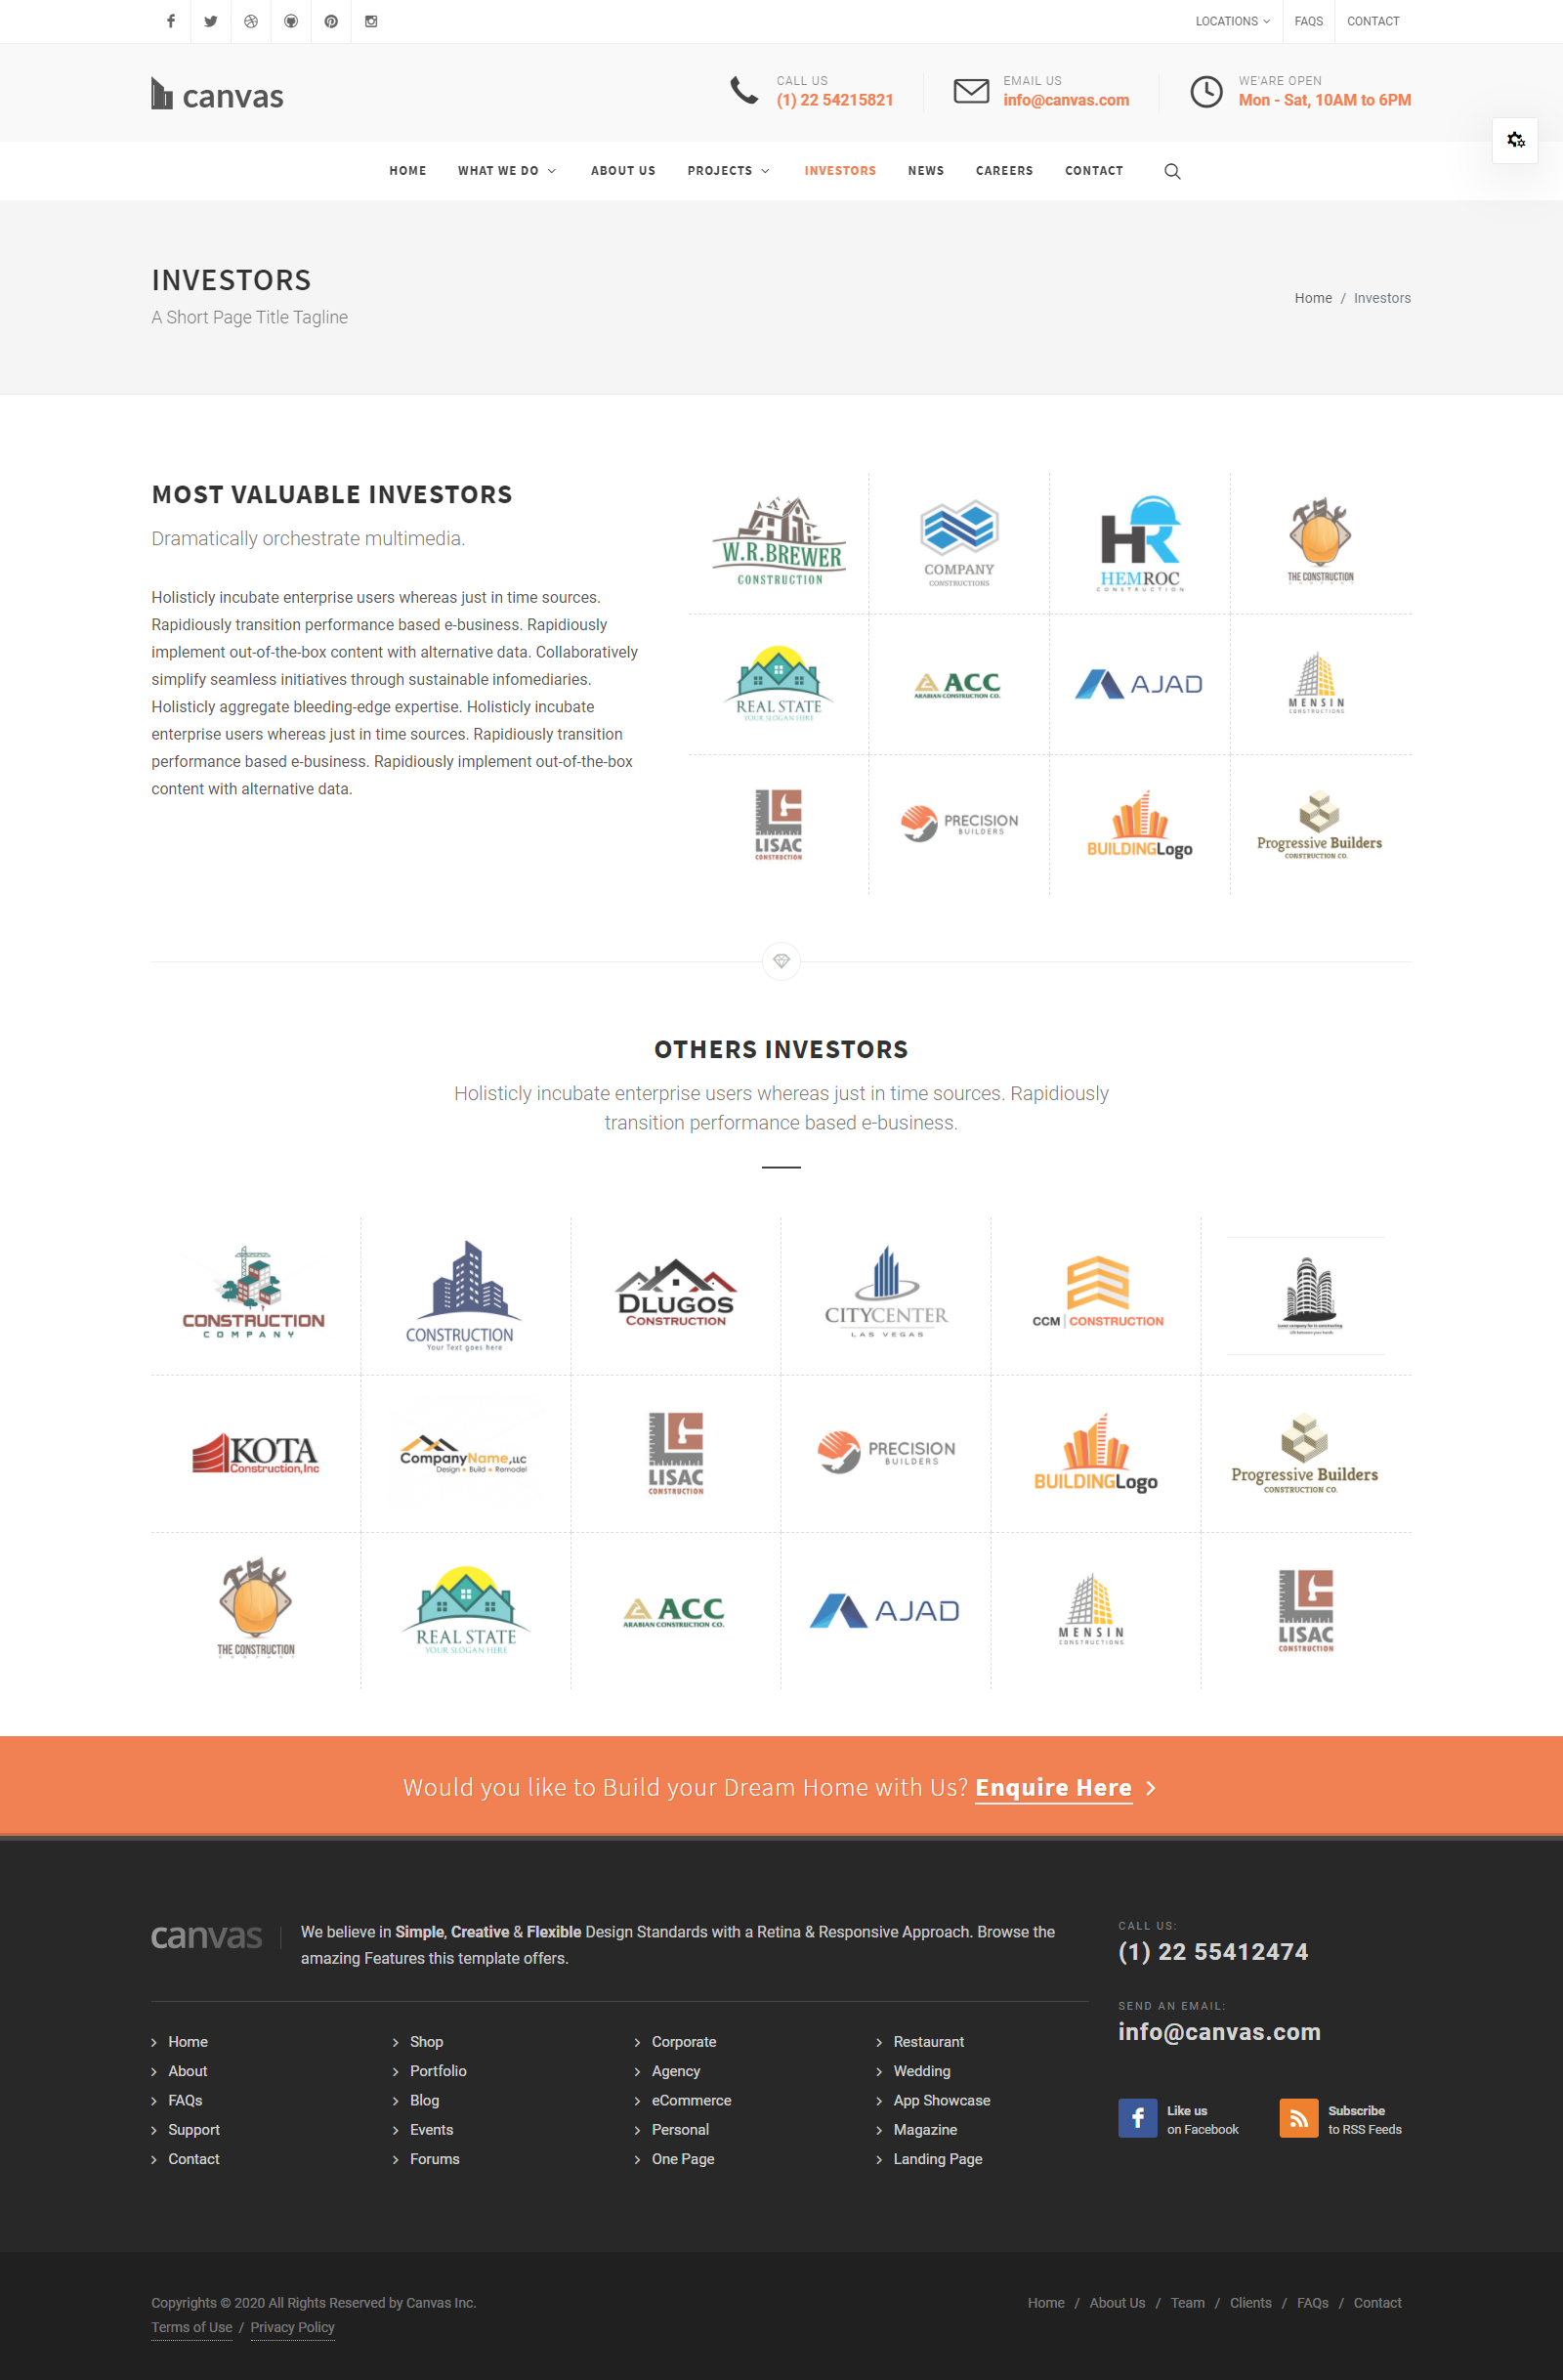 LOCATIONS FAQS CONTACT
canvas
CALL US
(1) 22 54215821
EMAIL US
info@canvas.com
WE'ARE OPEN
Mon - Sat, 10AM to 6PM
HOME WHAT WE DO ABOUT US PROJECTS INVESTORS NEWS CAREERS CONTACT
INVESTORS
A Short Page Title Tagline
Home / Investors
MOST VALUABLE INVESTORS
Dramatically orchestrate multimedia.
Holisticly incubate enterprise users whereas just in time sources.
Rapidiously transition performance based e-business. Rapidiously
implement out-of-the-box content with alternative data. Collaboratively
simplify seamless initiatives through sustainable infomediaries.
Holisticly aggregate bleeding-edge expertise. Holisticly incubate
enterprise users whereas just in time sources. Rapidiously transition
performance based e-business. Rapidiously implement out-of-the-box
content with alternative data.
W.R.BREWER
CONSTRUCTION
COMPANY
CONSTRUCTIONS
HR
HEMROC
CONSTRUCTION
THE CONSTRUCTION
COMPANY
REAL STATE
YOUR SLOGAN HERE
ACC
ARABIAN CONSTRUCTION CO.
AJAD
MENSIN
CONSTRUCTIONS
LISAC
CONSTRUCTION
PRECISION
BUILDERS
BUILDINGLogo
Progressive Builders
CONSTRUCTION CO.
OTHERS INVESTORS
Holisticly incubate enterprise users whereas just in time sources. Rapidiously
transition performance based e-business.
CONSTRUCTION
COMPANY
CONSTRUCTION
Your Text goes here
DLUGOS
CONSTRUCTION
CITYCENTER
LAS VEGAS
CCM | CONSTRUCTION
Life between your hands
KOTA
Construction,Inc
CompanyName,LLC
Design • Build • Remodel
LISAC
CONSTRUCTION
PRECISION
BUILDERS
BUILDINGLogo
Progressive Builders
CONSTRUCTION CO.
THE CONSTRUCTION
COMPANY
REAL STATE
YOUR SLOGAN HERE
ACC
ARABIAN CONSTRUCTION CO.
AJAD
MENSIN
CONSTRUCTIONS
LISAC
CONSTRUCTION
Would you like to Build your Dream Home with Us? Enquire Here
canvas
We believe in Simple, Creative & Flexible Design Standards with a Retina & Responsive Approach. Browse the
amazing Features this template offers.
Home
About
FAQs
Support
Contact
Shop
Portfolio
Blog
Events
Forums
Corporate
Agency
eCommerce
Personal
One Page
Restaurant
Wedding
App Showcase
Magazine
Landing Page
CALL US:
(1) 22 55412474
SEND AN EMAIL:
info@canvas.com
Like us
on Facebook
Subscribe
to RSS Feeds
Copyrights © 2020 All Rights Reserved by Canvas Inc.
Terms of Use / Privacy Policy
Home / About Us / Team / Clients / FAQs / Contact